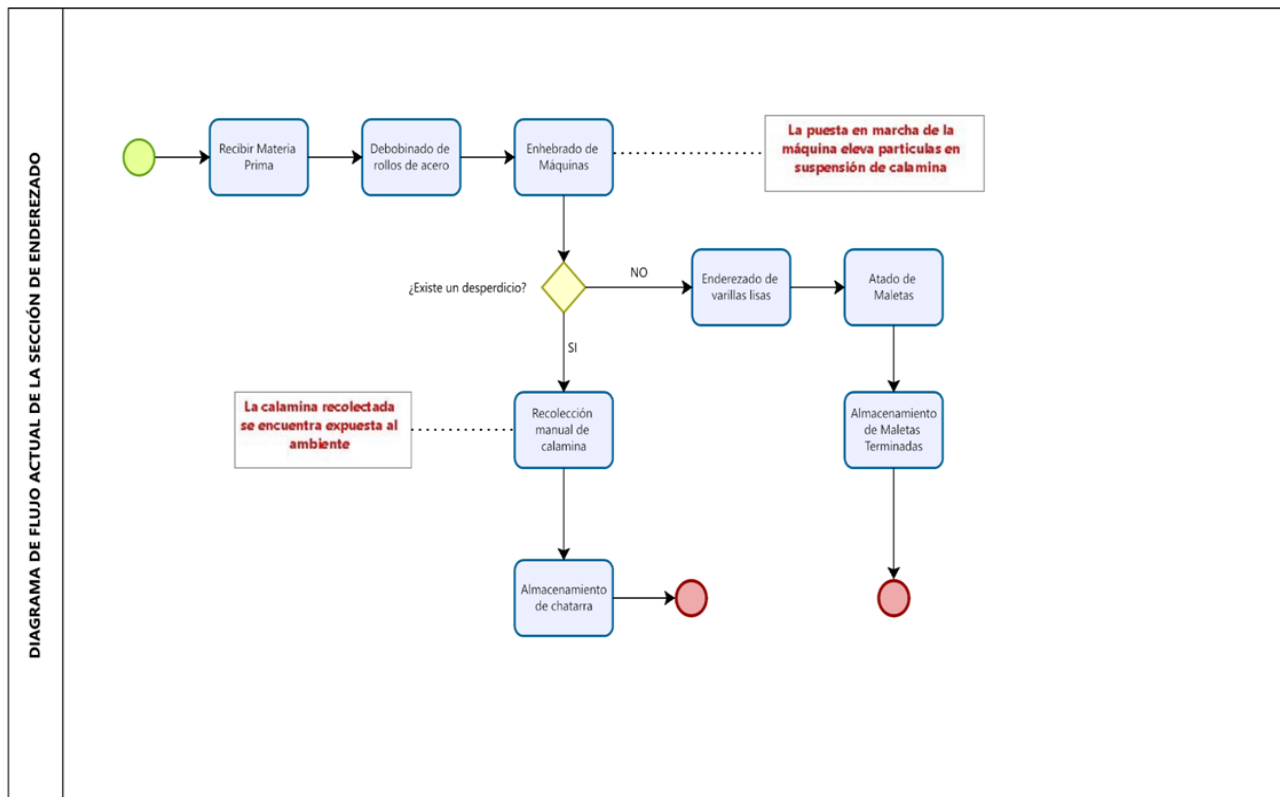 DIAGRAMA DE FLUJO ACTUAL DE LA SECCIÓN DE ENDEREZADO
Recibir Materia
Prima
Debobinado de
rollos de acero
Enhebrado de
Máquinas
La puesta en marcha de la
máquina eleva particulas en
suspensión de calamina
¿Existe un desperdicio?
NO
Enderezado de
varillas lisas
Atado de
Maletas
SI
La calamina recolectada
se encuentra expuesta al
ambiente
Recolección
manual de
calamina
Almacenamiento
de Maletas
Terminadas
Almacenamiento
de chatarra